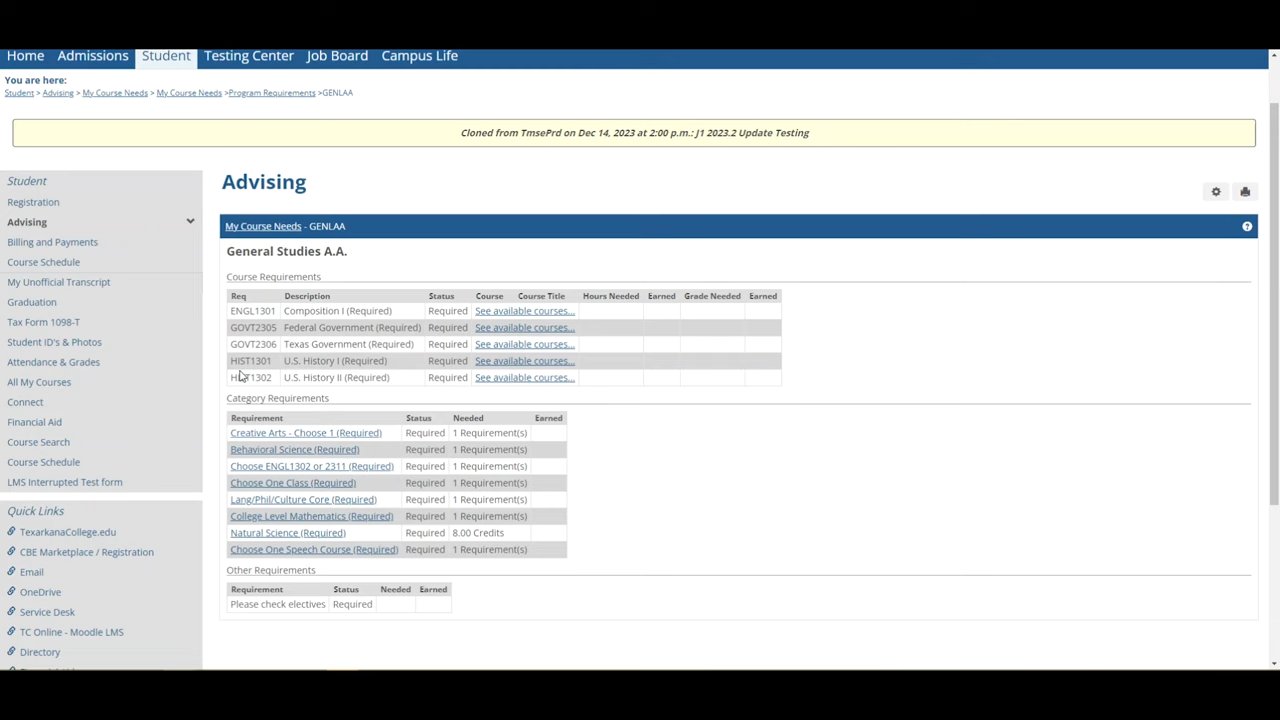 Home Admissions Student Testing Center Job Board Campus Life
You are here:
Student > Advising > My Course Needs > My Course Needs >Program Requirements >GENLAA
Cloned from TmsePrd on Dec 14, 2023 at 2:00 p.m.: J1 2023.2 Update Testing
Student
Registration
Advising
Billing and Payments
Course Schedule
My Unofficial Transcript
Graduation
Tax Form 1098-T
Student ID's & Photos
Attendance & Grades
All My Courses
Connect
Financial Aid
Course Search
Course Schedule
LMS Interrupted Test form
Quick Links
TexarkanaCollege.edu
CBE Marketplace / Registration
Email
OneDrive
Service Desk
TC Online - Moodle LMS
Directory
Advising
My Course Needs - GENLAA
General Studies A.A.
Course Requirements
Req Description Status Course Course Title Hours Needed Earned Grade Needed Earned
ENGL1301 Composition I (Required) Required See available courses...
GOVT2305 Federal Government (Required) Required See available courses...
GOVT2306 Texas Government (Required) Required See available courses...
HIST1301 U.S. History I (Required) Required See available courses...
HIST1302 U.S. History II (Required) Required See available courses...
Category Requirements
Requirement Status Needed Earned
Creative Arts - Choose 1 (Required) Required 1 Requirement(s)
Behavioral Science (Required) Required 1 Requirement(s)
Choose ENGL1302 or 2311 (Required) Required 1 Requirement(s)
Choose One Class (Required) Required 1 Requirement(s)
Lang/Phil/Culture Core (Required) Required 1 Requirement(s)
College Level Mathematics (Required) Required 1 Requirement(s)
Natural Science (Required) Required 8.00 Credits
Choose One Speech Course (Required) Required 1 Requirement(s)
Other Requirements
Requirement Status Needed Earned
Please check electives Required